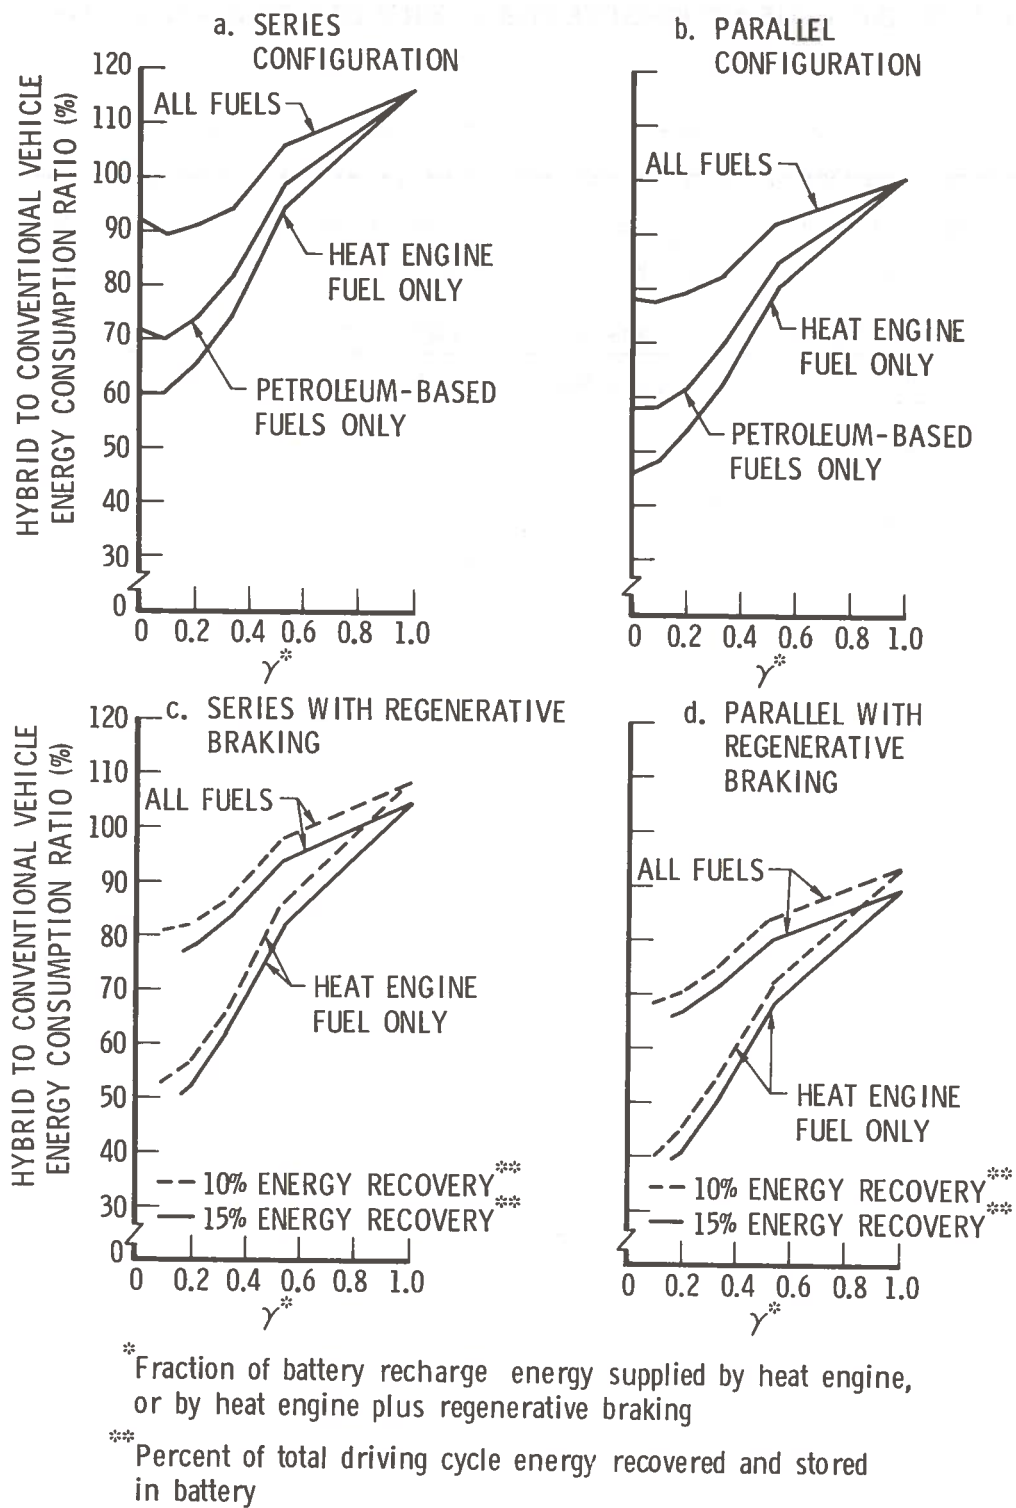 a. SERIES
CONFIGURATION
HYBRID TO CONVENTIONAL VEHICLE
ENERGY CONSUMPTION RATIO (%)
120
110
100
90
80
70
60
50
40
30
0
ALL FUELS
HEAT ENGINE
FUEL ONLY
PETROLEUM-BASED
FUELS ONLY
0 0.2 0.4 0.6 0.8 1.0
γ*
b. PARALLEL
CONFIGURATION
ALL FUELS
HEAT ENGINE
FUEL ONLY
PETROLEUM-BASED
FUELS ONLY
0 0.2 0.4 0.6 0.8 1.0
γ*
c. SERIES WITH REGENERATIVE
BRAKING
HYBRID TO CONVENTIONAL VEHICLE
ENERGY CONSUMPTION RATIO (%)
120
110
100
90
80
70
60
50
40
30
0
ALL FUELS
HEAT ENGINE
FUEL ONLY
10% ENERGY RECOVERY**
15% ENERGY RECOVERY**
0 0.2 0.4 0.6 0.8 1.0
γ*
d. PARALLEL WITH
REGENERATIVE
BRAKING
ALL FUELS
HEAT ENGINE
FUEL ONLY
10% ENERGY RECOVERY**
15% ENERGY RECOVERY**
0 0.2 0.4 0.6 0.8 1.0
γ*
*Fraction of battery recharge energy supplied by heat engine,
or by heat engine plus regenerative braking
**Percent of total driving cycle energy recovered and stored
in battery